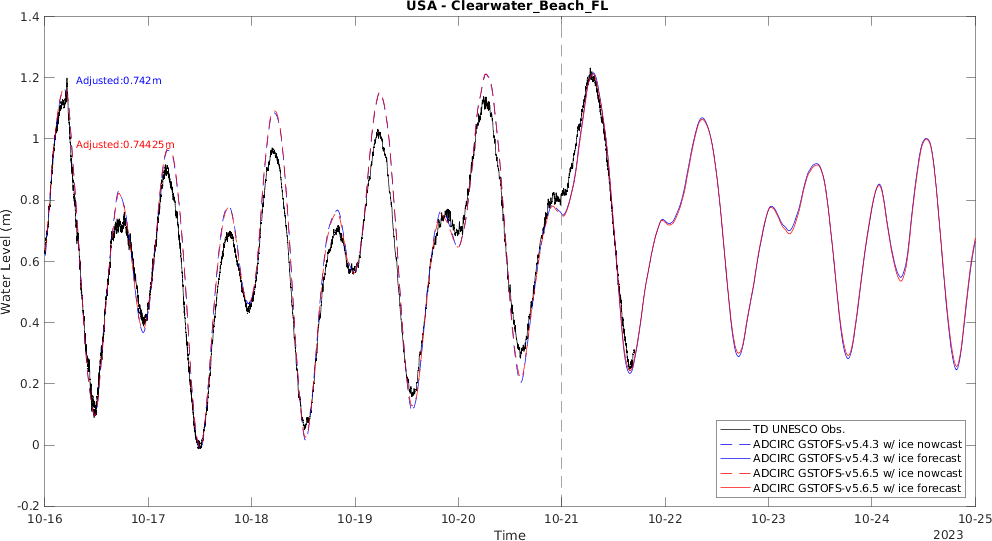 USA - Clearwater_Beach_FL
1.4
1.2
1
0.8
0.6
0.4
0.2
0
-0.2
Water Level (m)
Adjusted:0.742m
Adjusted:0.74425m
TD UNESCO Obs.
ADCIRC GSTOFS-v5.4.3 w/ ice nowcast
ADCIRC GSTOFS-v5.4.3 w/ ice forecast
ADCIRC GSTOFS-v5.6.5 w/ ice nowcast
ADCIRC GSTOFS-v5.6.5 w/ ice forecast
10-16 10-17 10-18 10-19 10-20 10-21 10-22 10-23 10-24 10-25
Time
2023